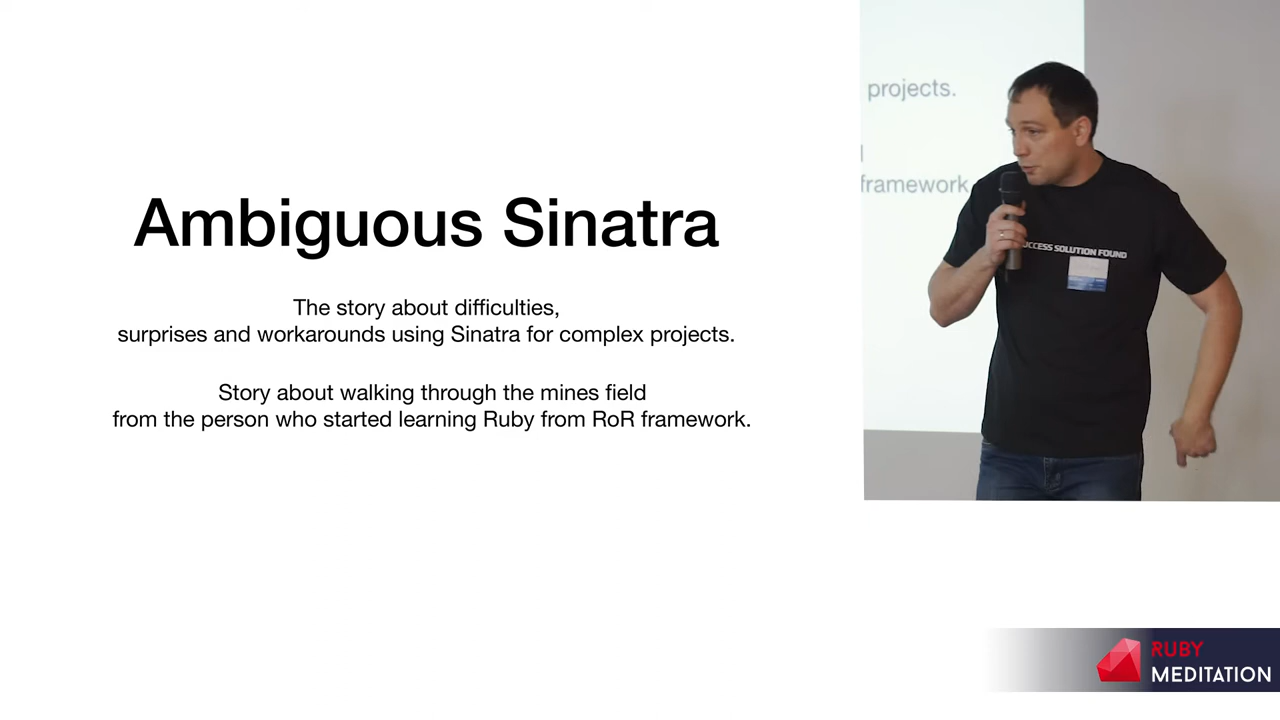 Ambiguous Sinatra
The story about difficulties,
surprises and workarounds using Sinatra for complex projects.
Story about walking through the mines field
from the person who started learning Ruby from RoR framework.
projects.
framework
UCCESS SOLUTION FOUND
RUBY
MEDITATION